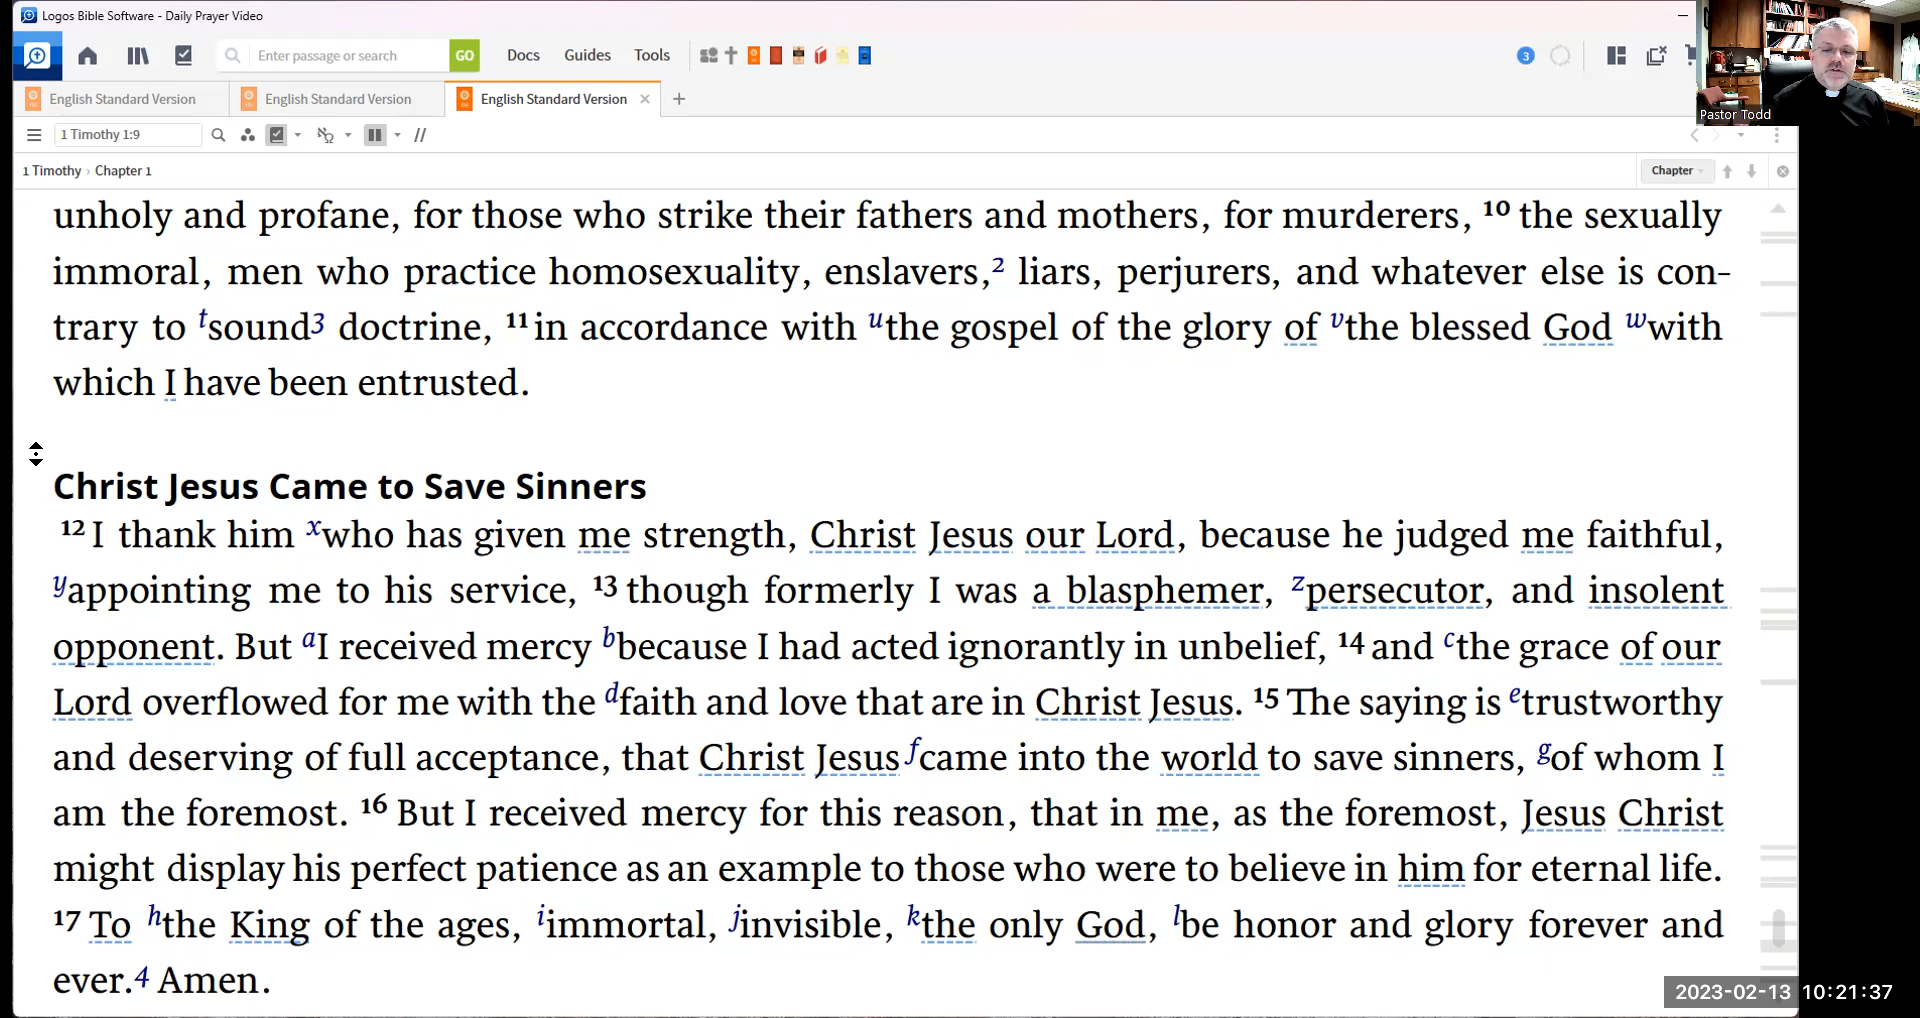 Logos Bible Software - Daily Prayer Video
Enter passage or search GO Docs Guides Tools 3
Pastor Todd
English Standard Version English Standard Version English Standard Version
1 Timothy 1:9
1 Timothy › Chapter 1 Chapter
unholy and profane, for those who strike their fathers and mothers, for murderers, 10 the sexually
immoral, men who practice homosexuality, enslavers,2 liars, perjurers, and whatever else is con-
trary to tsound3 doctrine, 11 in accordance with uthe gospel of the glory of vthe blessed God wwith
which I have been entrusted.
Christ Jesus Came to Save Sinners
12 I thank him xwho has given me strength, Christ Jesus our Lord, because he judged me faithful,
yappointing me to his service, 13 though formerly I was a blasphemer, zpersecutor, and insolent
opponent. But aI received mercy bbecause I had acted ignorantly in unbelief, 14 and cthe grace of our
Lord overflowed for me with the dfaith and love that are in Christ Jesus. 15 The saying is etrustworthy
and deserving of full acceptance, that Christ Jesus fcame into the world to save sinners, gof whom I
am the foremost. 16 But I received mercy for this reason, that in me, as the foremost, Jesus Christ
might display his perfect patience as an example to those who were to believe in him for eternal life.
17 To hthe King of the ages, iimmortal, jinvisible, kthe only God, lbe honor and glory forever and
ever.4 Amen.
2023-02-13 10:21:37